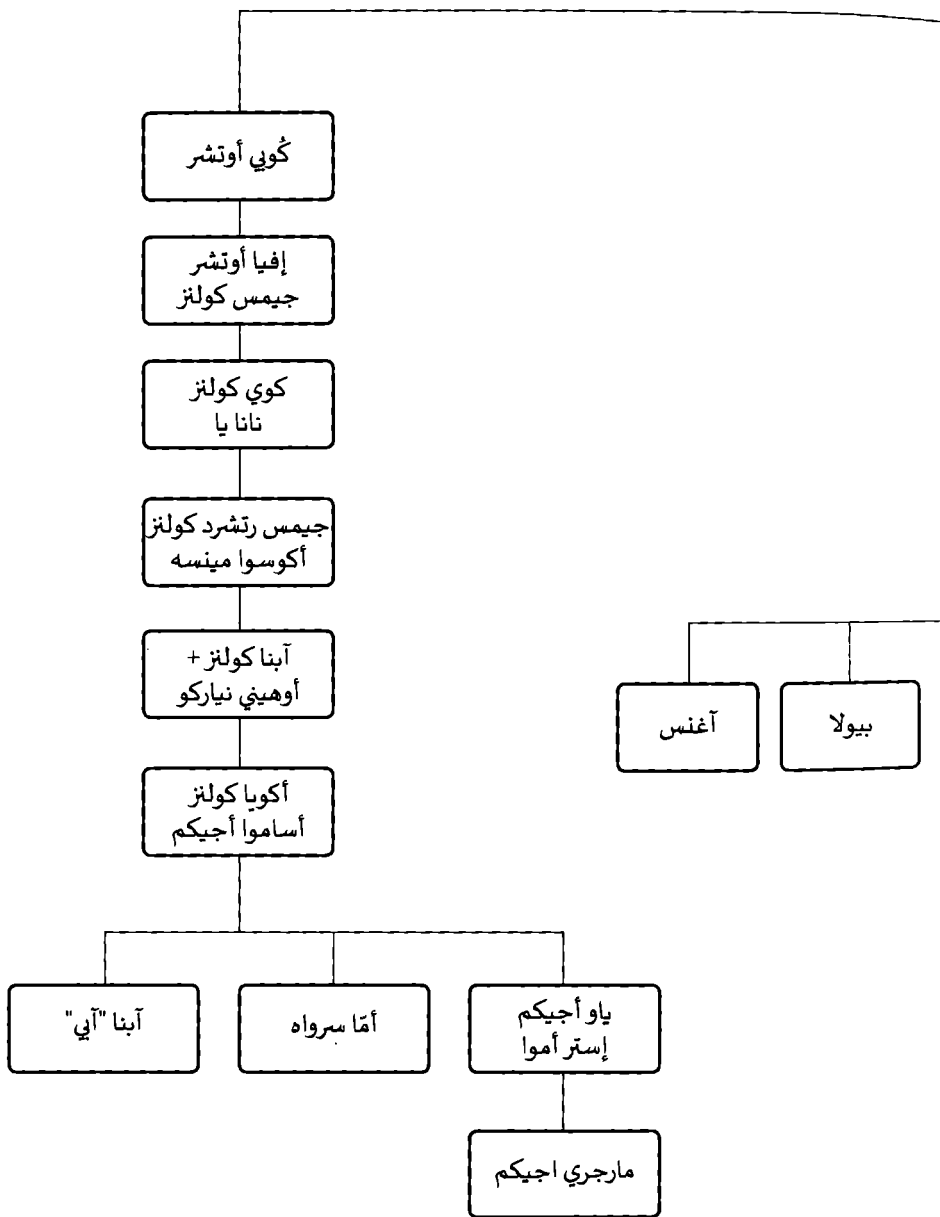 كُوبي أوتشر
إفيا أوتشر
جيمس كولنز
كوي كولنز
نانا يا
جيمس رتشرد كولنز
أكوسوا مينسه
آبنا كولنز +
أوهيني نياركو
بيولا
آغنس
أكويا كولنز
أساموا أجيكم
ياو أجيكم
إستر أموا
أمّا سرواه
آبنا "آبي"
مارجري اجيكم